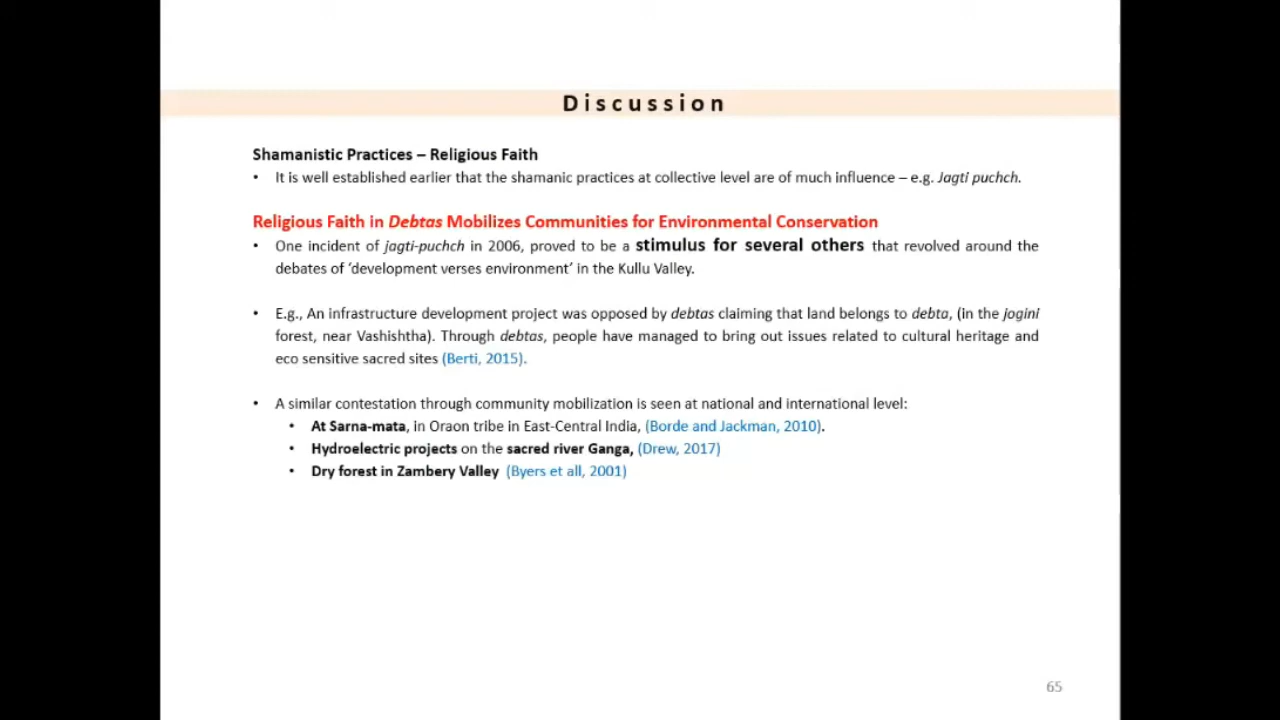 Discussion
Shamanistic Practices – Religious Faith
• It is well established earlier that the shamanic practices at collective level are of much influence – e.g. Jagti puchch.
Religious Faith in Debtas Mobilizes Communities for Environmental Conservation
• One incident of jagti-puchch in 2006, proved to be a stimulus for several others that revolved around the
debates of ‘development verses environment’ in the Kullu Valley.
• E.g., An infrastructure development project was opposed by debtas claiming that land belongs to debta, (in the jogini
forest, near Vashishtha). Through debtas, people have managed to bring out issues related to cultural heritage and
eco sensitive sacred sites (Berti, 2015).
• A similar contestation through community mobilization is seen at national and international level:
• At Sarna-mata, in Oraon tribe in East-Central India, (Borde and Jackman, 2010).
• Hydroelectric projects on the sacred river Ganga, (Drew, 2017)
• Dry forest in Zambery Valley (Byers et all, 2001)
65